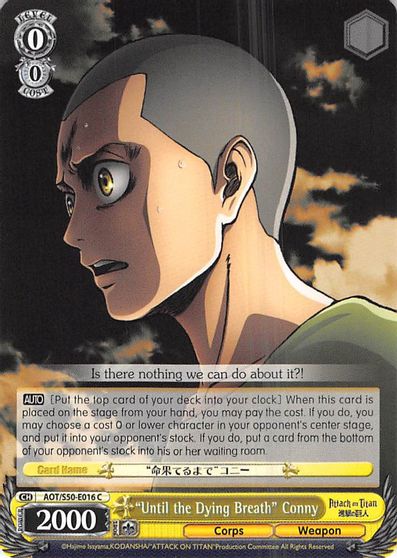 LEVEL
0
0
COST
Is there nothing we can do about it?!
AUTO [Put the top card of your deck into your clock] When this card is
placed on the stage from your hand, you may pay the cost. If you do, you
may choose a cost 0 or lower character in your opponent's center stage,
and put it into your opponent's stock. If you do, put a card from the bottom
of your opponent's stock into his or her waiting room.
Card Name
“命果てるまで”コニー
CH AOT/S50-E016 C
“Until the Dying Breath” Conny
Attack on Titan
進撃の巨人
POWER
2000
SOUL
Corps
Weapon
©Hajime Isayama,KODANSHA/"ATTACK ON TITAN"Production Committee All Rights Reserved